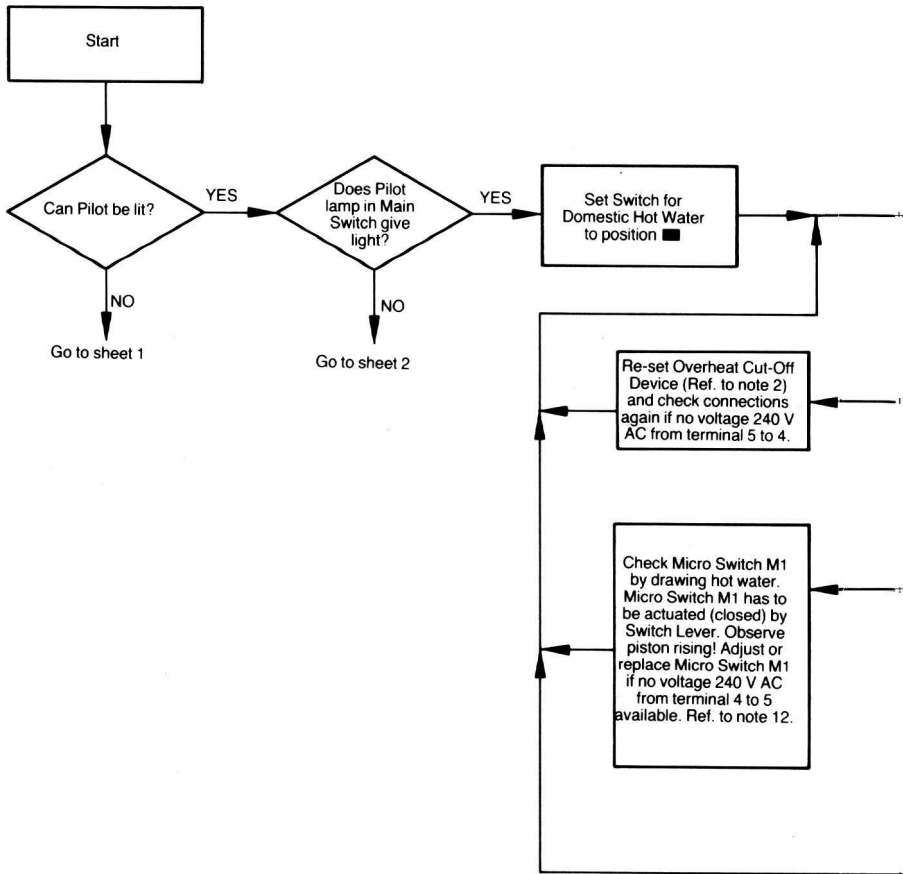 Start
Can Pilot be lit?
YES
NO
Go to sheet 1
Does Pilot
lamp in Main
Switch give
light?
YES
NO
Go to sheet 2
Set Switch for
Domestic Hot Water
to position
Re-set Overheat Cut-Off
Device (Ref. to note 2)
and check connections
again if no voltage 240 V
AC from terminal 5 to 4.
Check Micro Switch M1
by drawing hot water.
Micro Switch M1 has to
be actuated (closed) by
Switch Lever. Observe
piston rising! Adjust or
replace Micro Switch M1
if no voltage 240 V AC
from terminal 4 to 5
available. Ref. to note 12.